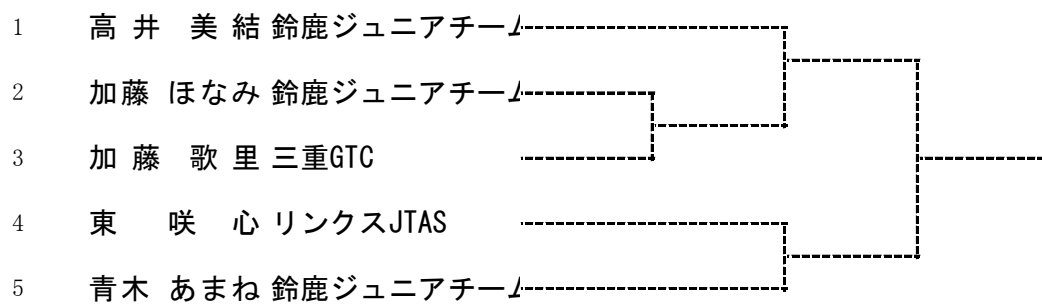 1 高井 美結 鈴鹿ジュニアチーム
2 加藤 ほなみ 鈴鹿ジュニアチーム
3 加藤 歌里 三重GTC
4 東 咲心 リンクスJTAS
5 青木 あまね 鈴鹿ジュニアチーム